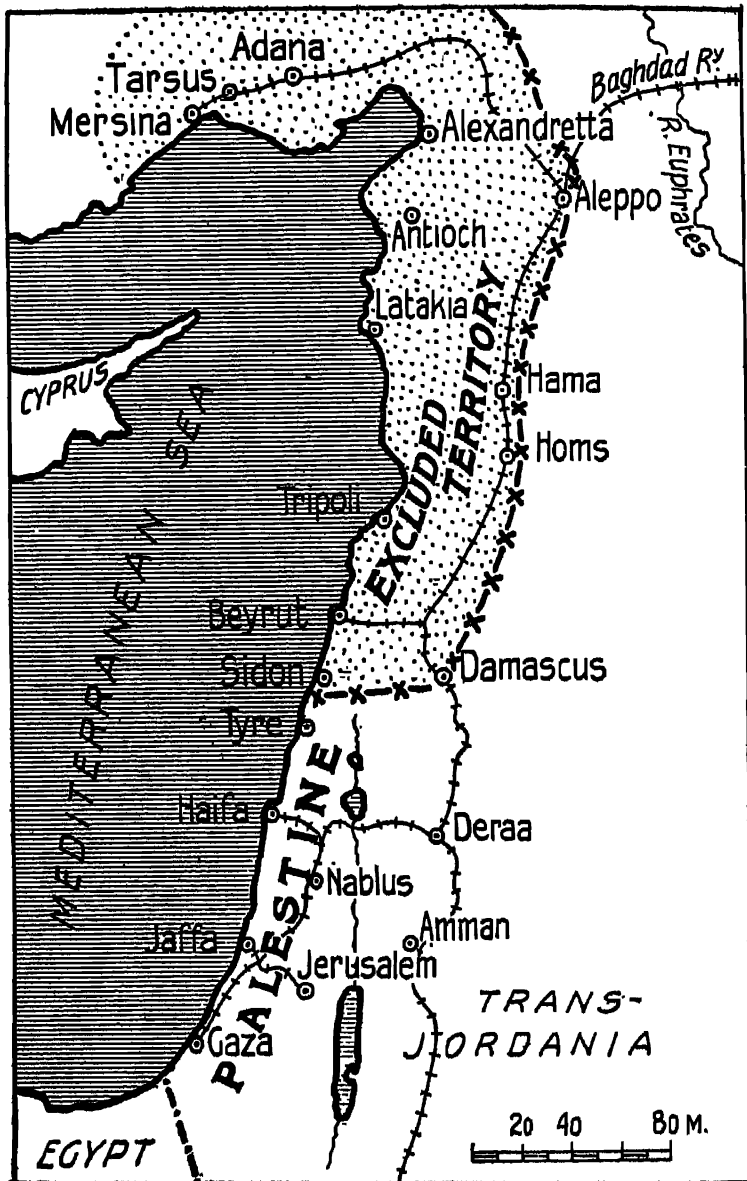 Adana
Tarsus
Mersina
Baghdad Ry
Alexandretta
R. Euphrates
Aleppo
Antioch
Latakia
CYPRUS
EXCLUDED
TERRITORY
Hama
Homs
MEDITERRANEAN SEA
Tripoli
Beyrut
Sidon
Damascus
Tyre
PALESTINE
Haifa
Deraa
Nablus
Jaffa
Amman
Jerusalem
TRANS-
JORDANIA
Gaza
EGYPT
20 40 80 M.